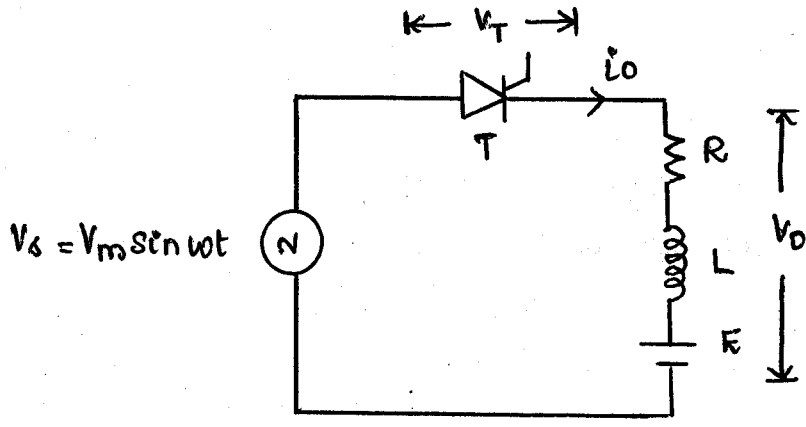 V_T
i_o
T
R
V_s = V_m sin ωt
L
V_o
E